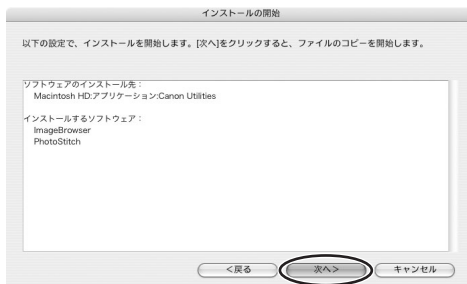 インストールの開始
以下の設定で、インストールを開始します。[次へ]をクリックすると、ファイルのコピーを開始します。
ソフトウェアのインストール先：
Macintosh HD:アプリケーション:Canon Utilities
インストールするソフトウェア：
ImageBrowser
PhotoStitch
<戻る 次へ> キャンセル